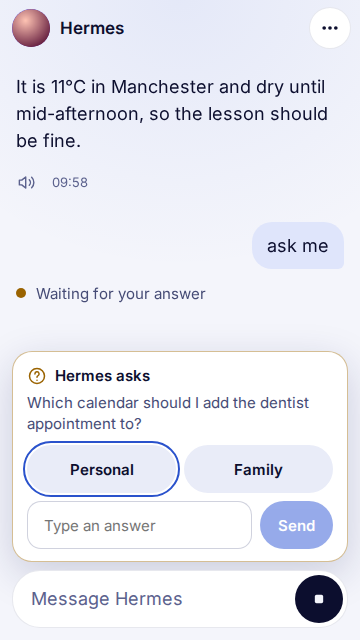 Hermes
It is 11°C in Manchester and dry until
mid-afternoon, so the lesson should
be fine.
09:58
ask me
Waiting for your answer
Hermes asks
Which calendar should I add the dentist
appointment to?
Personal
Family
Type an answer
Send
Message Hermes